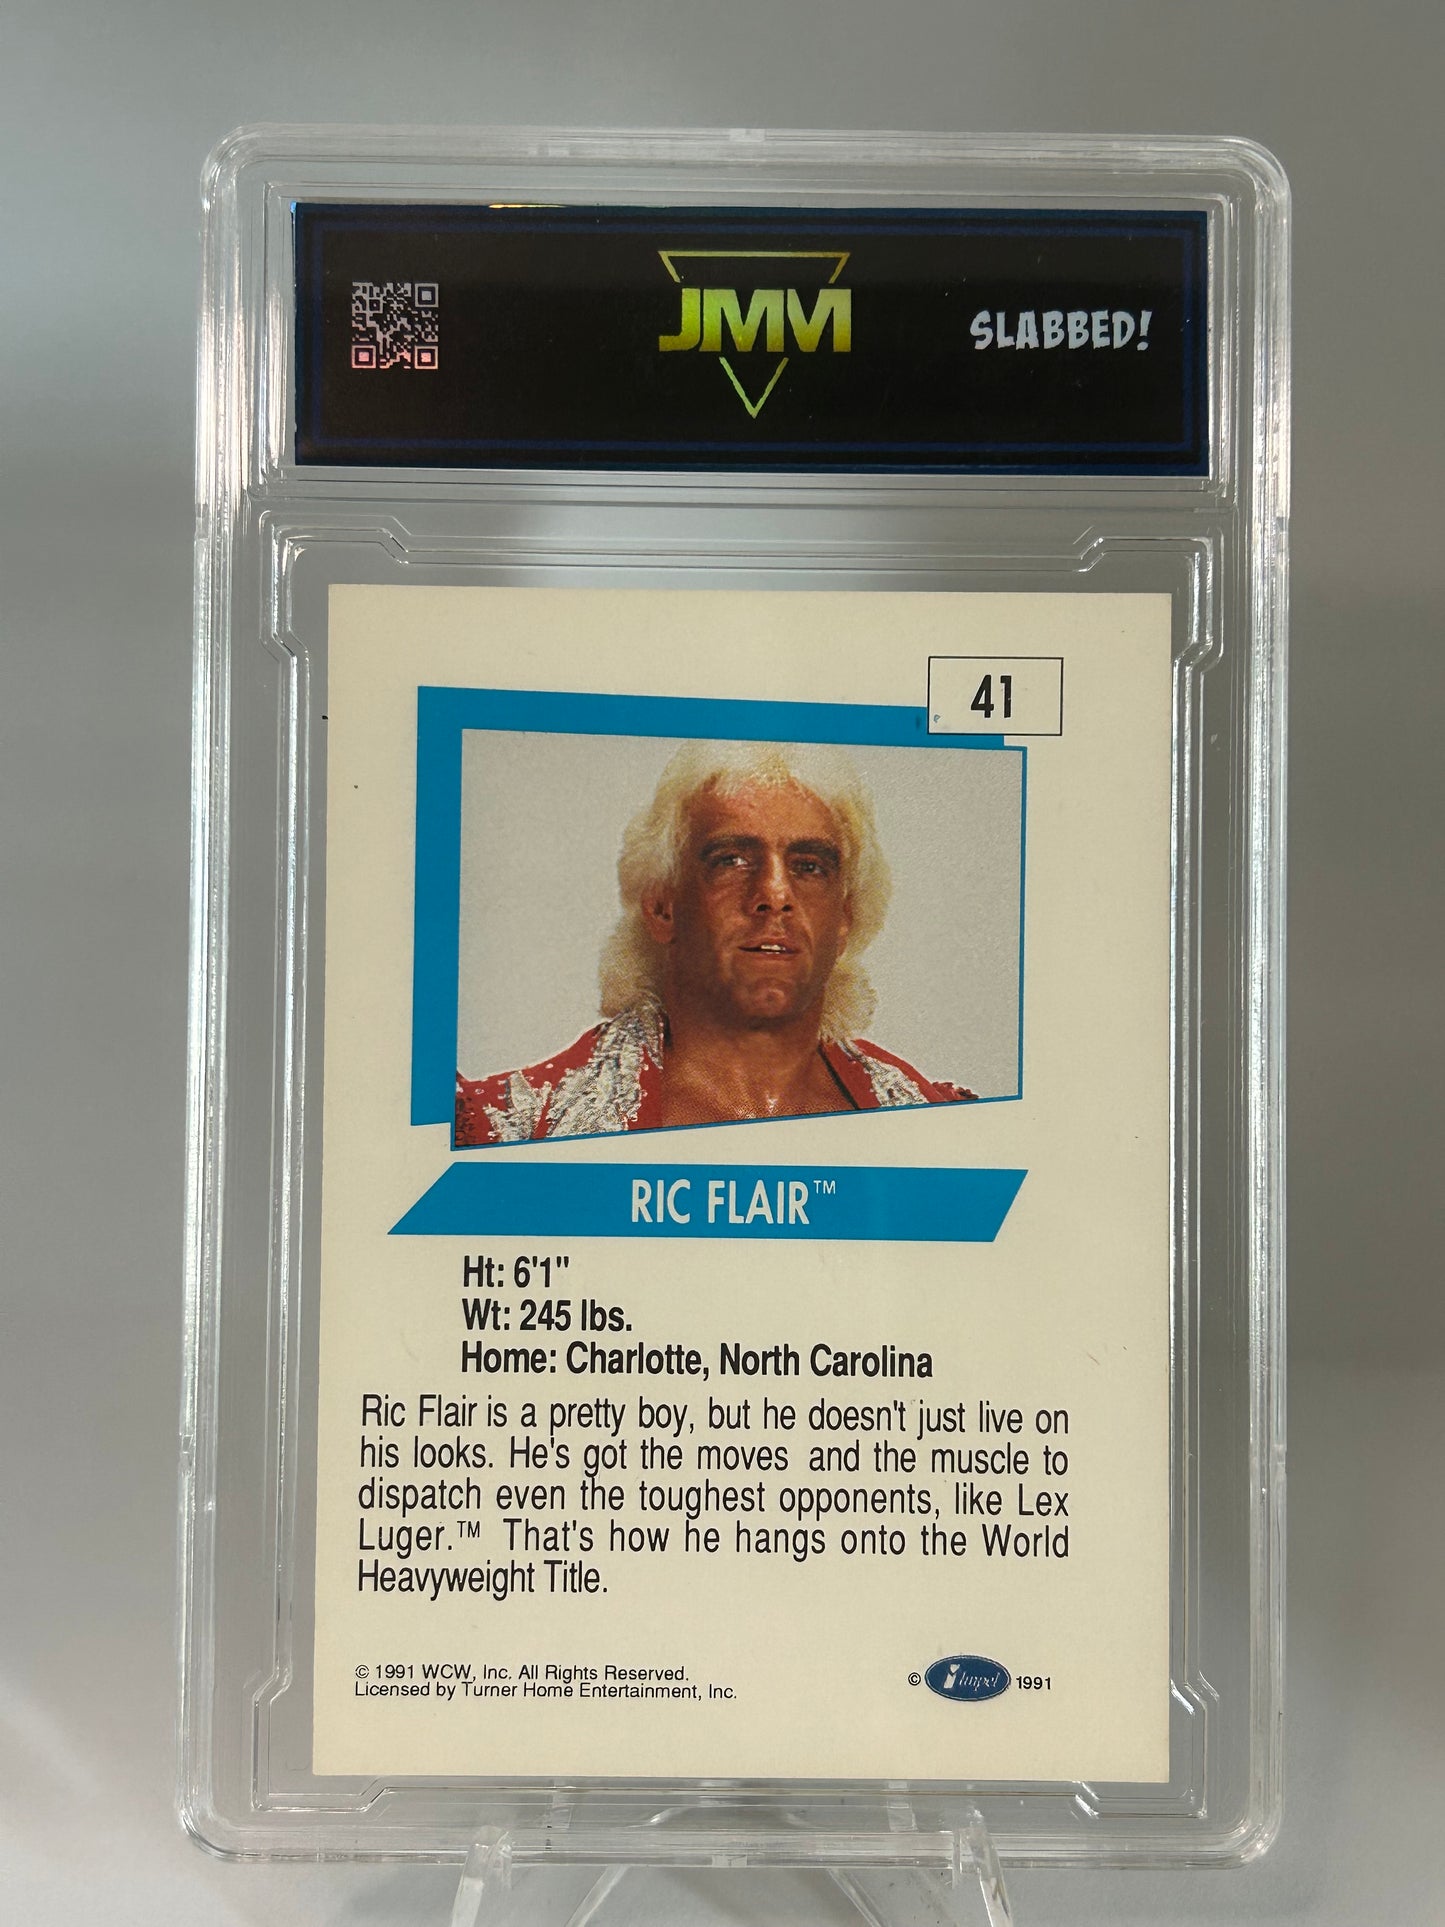 JMM
SLABBED!
41
RIC FLAIR™
Ht: 6'1"
Wt: 245 lbs.
Home: Charlotte, North Carolina
Ric Flair is a pretty boy, but he doesn't just live on
his looks. He's got the moves and the muscle to
dispatch even the toughest opponents, like Lex
Luger.™ That's how he hangs onto the World
Heavyweight Title.
© 1991 WCW, Inc. All Rights Reserved.
Licensed by Turner Home Entertainment, Inc.
© impel 1991